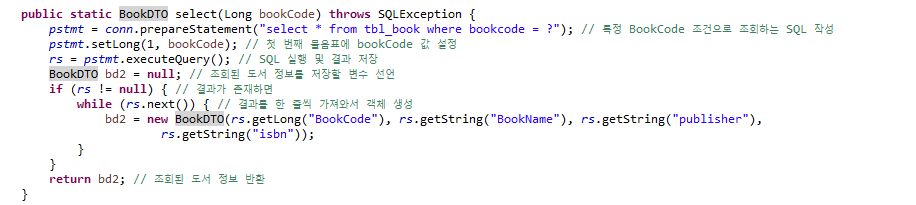 public static BookDTO select(Long bookCode) throws SQLException {
pstmt = conn.prepareStatement("select * from tbl_book where bookcode = ?"); // 특정 BookCode 조건으로 조회하는 SQL 작성
pstmt.setLong(1, bookCode); // 첫 번째 물음표에 bookCode 값 설정
rs = pstmt.executeQuery(); // SQL 실행 및 결과 저장
BookDTO bd2 = null; // 조회된 도서 정보를 저장할 변수 선언
if (rs != null) { // 결과가 존재하면
while (rs.next()) { // 결과를 한 줄씩 가져와서 객체 생성
bd2 = new BookDTO(rs.getLong("BookCode"), rs.getString("BookName"), rs.getString("publisher"),
rs.getString("isbn"));
}
}
return bd2; // 조회된 도서 정보 반환
}